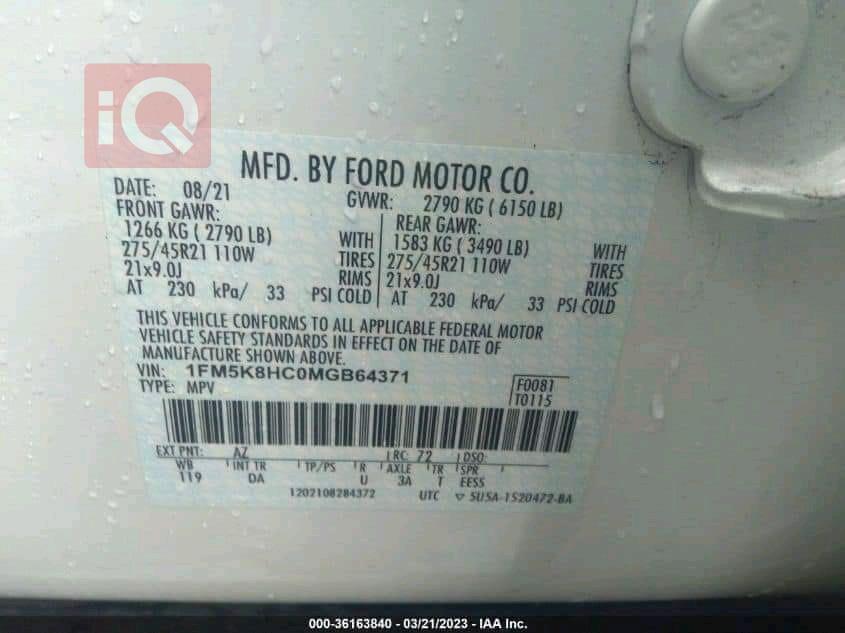 iQ
MFD. BY FORD MOTOR CO.
DATE: 08/21 GVWR: 2790 KG ( 6150 LB)
FRONT GAWR: REAR GAWR:
1266 KG ( 2790 LB) WITH 1583 KG ( 3490 LB) WITH
275/45R21 110W TIRES 275/45R21 110W TIRES
21x9.0J RIMS 21x9.0J RIMS
AT 230 kPa/ 33 PSI COLD AT 230 kPa/ 33 PSI COLD
THIS VEHICLE CONFORMS TO ALL APPLICABLE FEDERAL MOTOR
VEHICLE SAFETY STANDARDS IN EFFECT ON THE DATE OF
MANUFACTURE SHOWN ABOVE.
VIN: 1FM5K8HC0MGB64371
TYPE: MPV F0081
T0115
EXT PNT: AZ RC: 72 DSO:
WB INT TR TP/PS R AXLE TR SPR
119 DA U 3A T EESS
1202108284372 UTC ▽ 5U5A-1520472-BA
000-36163840 - 03/21/2023 - IAA Inc.